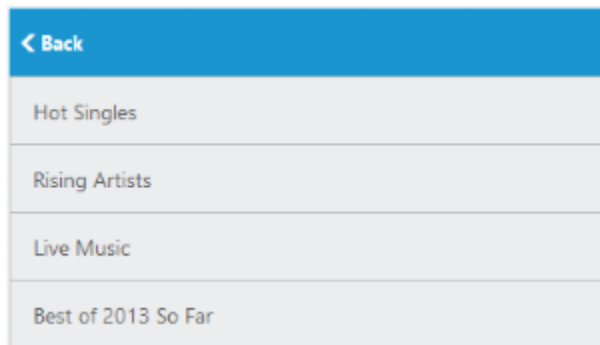 Back
Hot Singles
Rising Artists
Live Music
Best of 2013 So Far